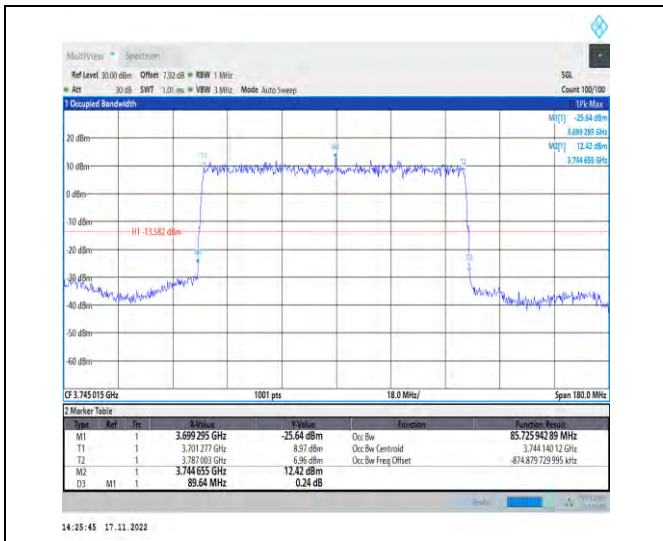 MultiView Spectrum
Ref Level 30.00 dBm Offset 7.92 dB RBW 1 MHz SGL
Att 30 dB SWT 1.01 ms VBW 3 MHz Mode Auto Sweep Count 100/100
1 Occupied Bandwidth 1Pk Max
M1[1] -25.64 dBm
3.699 295 GHz
M2[1] 12.42 dBm
3.744 655 GHz
20 dBm
10 dBm
0 dBm
-10 dBm
H1 -13.582 dBm
-20 dBm
-30 dBm
-40 dBm
-50 dBm
-60 dBm
T1
M2
T2
M1
D3
CF 3.745 015 GHz 1001 pts 18.0 MHz/ Span 180.0 MHz
2 Marker Table
Type Ref Trc X-Value Y-Value Function Function Result
M1 1 3.699 295 GHz -25.64 dBm Occ Bw 85.725 942 89 MHz
T1 1 3.701 277 GHz 8.97 dBm Occ Bw Centroid 3.744 140 12 GHz
T2 1 3.787 003 GHz 6.96 dBm Occ Bw Freq Offset -874.879 729 995 kHz
M2 1 3.744 655 GHz 12.42 dBm
D3 M1 1 89.64 MHz 0.24 dB
14:25:45 17.11.2022